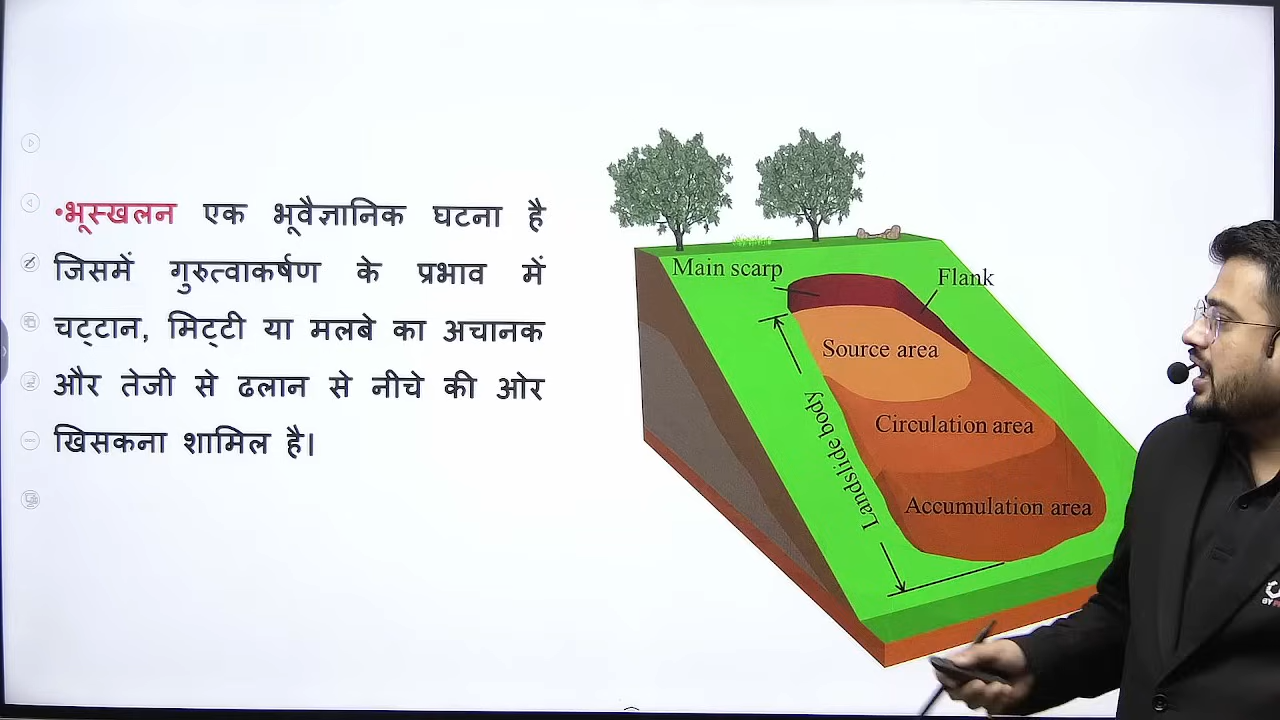 •भूस्खलन एक भूवैज्ञानिक घटना है
जिसमें गुरुत्वाकर्षण के प्रभाव में
चट्टान, मिट्टी या मलबे का अचानक
और तेजी से ढलान से नीचे की ओर
खिसकना शामिल है।
Main scarp
Flank
Source area
Circulation area
Landslide body
Accumulation area